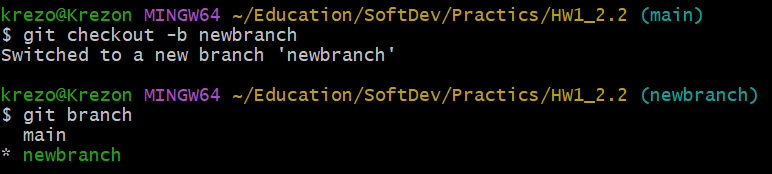 krezo@Krezon MINGW64 ~/Education/SoftDev/Practics/HW1_2.2 (main)
$ git checkout -b newbranch
Switched to a new branch 'newbranch'

krezo@Krezon MINGW64 ~/Education/SoftDev/Practics/HW1_2.2 (newbranch)
$ git branch
  main
* newbranch